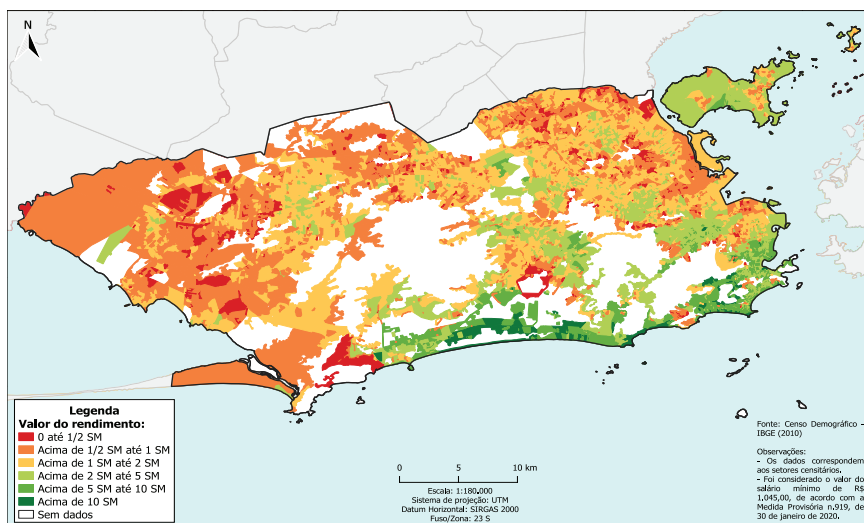 N
Legenda
Valor do rendimento:
0 até 1/2 SM
Acima de 1/2 SM até 1 SM
Acima de 1 SM até 2 SM
Acima de 2 SM até 5 SM
Acima de 5 SM até 10 SM
Acima de 10 SM
Sem dados
0 5 10 km
Escala: 1:180.000
Sistema de projeção: UTM
Datum Horizontal: SIRGAS 2000
Fuso/Zona: 23 S
Fonte: Censo Demográfico -
IBGE (2010)
Observações:
- Os dados correspondem
aos setores censitários.
- Foi considerado o valor do
salário mínimo de R$
1.045,00, de acordo com a
Medida Provisória n.919, de
30 de janeiro de 2020.